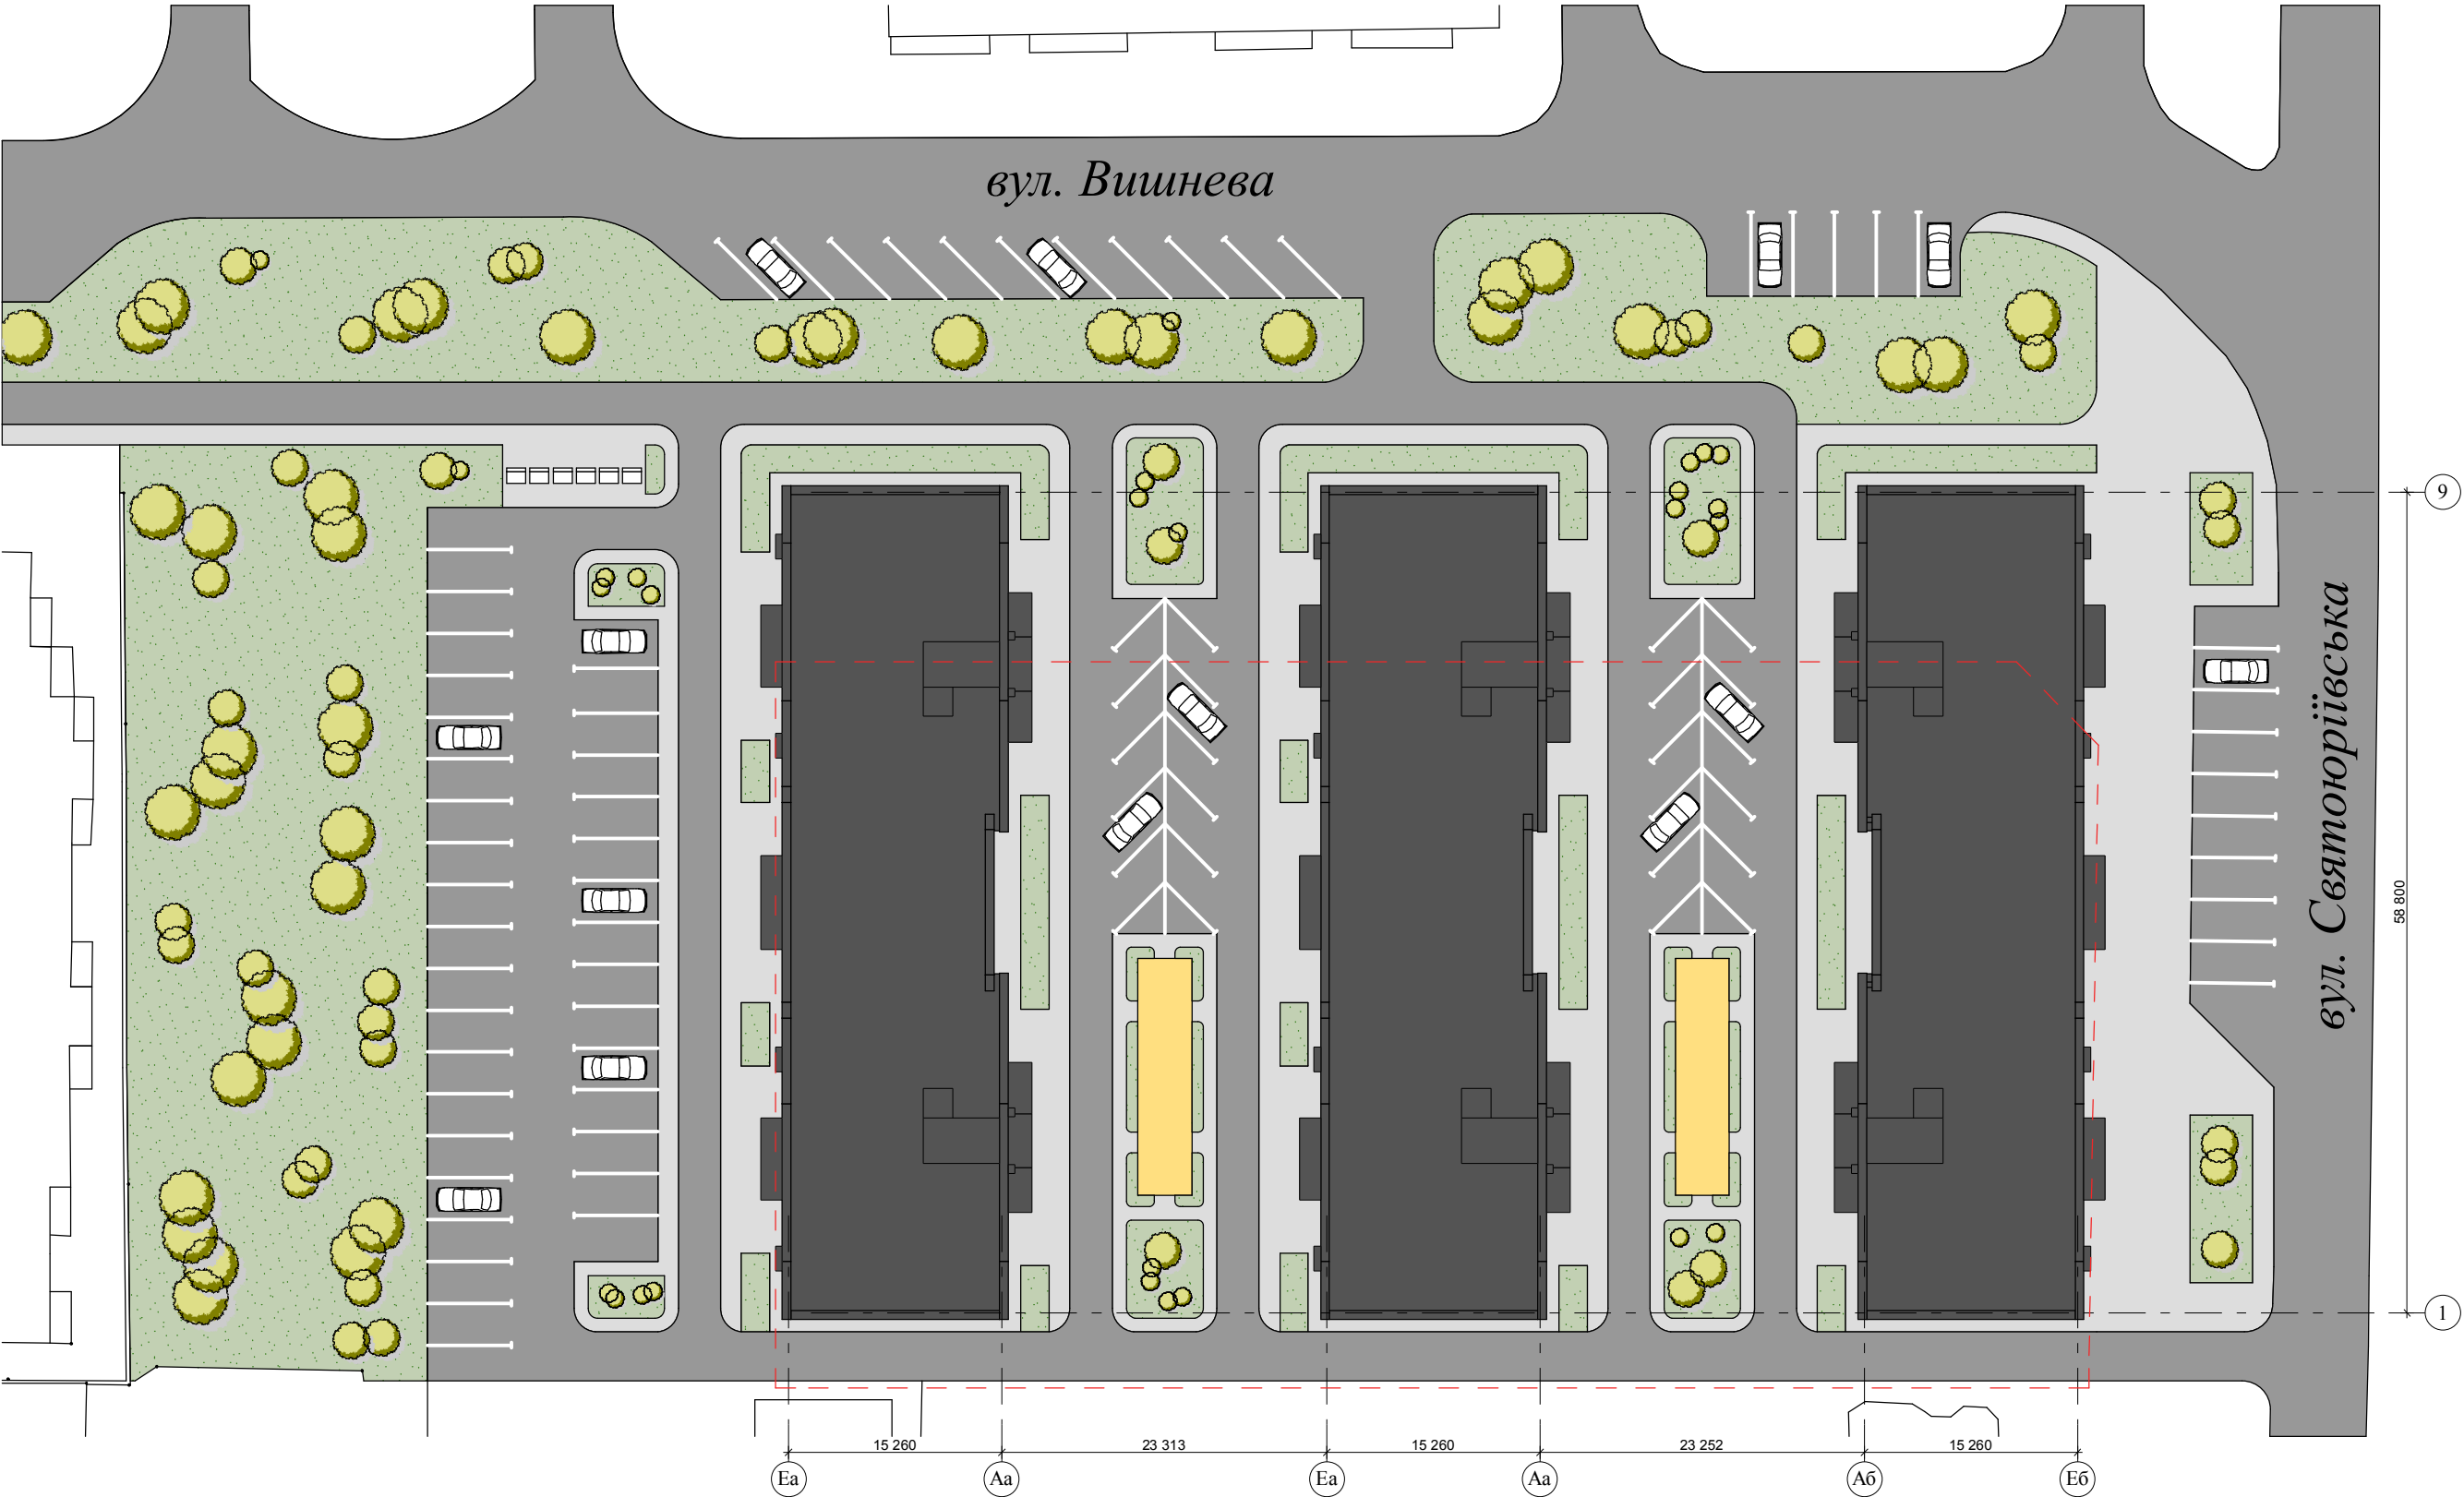 вул. Вишнева
9
вул. Святоюріївська
58 800
1
15 260
23 313
15 260
23 252
15 260
Еа
Аа
Еа
Аа
Аб
Еб